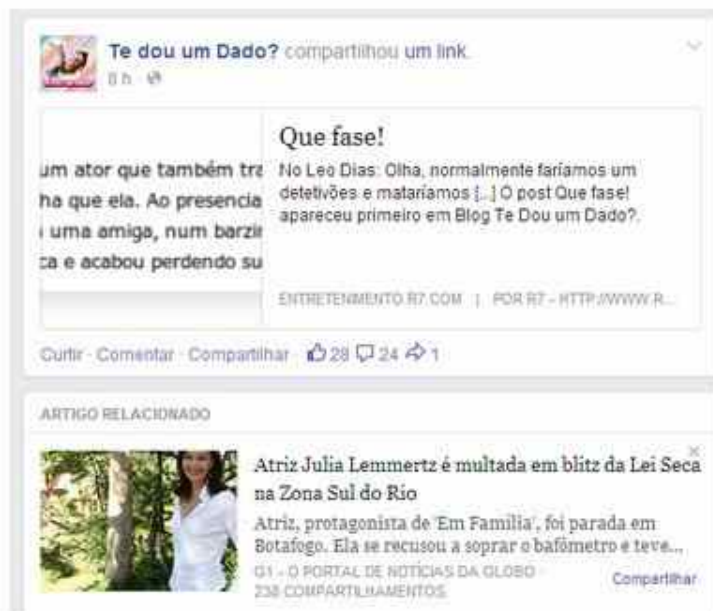 Te dou um Dado? compartilhou um link.
8 h
um ator que também tra
ha que ela. Ao presencia
uma amiga, num barzin
ca e acabou perdendo su
Que fase!
No Leo Dias: Olha, normalmente faríamos um
detetivões e mataríamos [...] O post Que fase!
apareceu primeiro em Blog Te Dou um Dado?.
ENTRETENIMENTO.R7.COM | POR R7 - HTTP://WWW.R...
Curtir · Comentar · Compartilhar · 28 24 1
ARTIGO RELACIONADO
Atriz Julia Lemmertz é multada em blitz da Lei Seca
na Zona Sul do Rio
Atriz, protagonista de 'Em Família', foi parada em
Botafogo. Ela se recusou a soprar o bafômetro e teve...
G1 - O PORTAL DE NOTÍCIAS DA GLOBO ·
238 COMPARTILHAMENTOS
Compartilhar